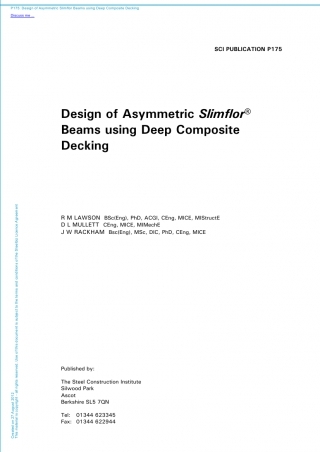 P175: Design of Asymmetric Slimflor Beams using Deep Composite Decking
Discuss me ...
SCI PUBLICATION P175
Design of Asymmetric Slimflor®
Beams using Deep Composite
Decking
R M LAWSON BSc(Eng), PhD, ACGI, CEng, MICE, MIStructE
D L MULLETT CEng, MICE, MIMechE
J W RACKHAM Bsc(Eng), MSc, DIC, PhD, CEng, MICE
Published by:
The Steel Construction Institute
Silwood Park
Ascot
Berkshire SL5 7QN
Tel: 01344 623345
Fax: 01344 622944
Created on 27 August 2010
This material is copyright - all rights reserved. Use of this document is subject to the terms and conditions of the Steelbiz Licence Agreement